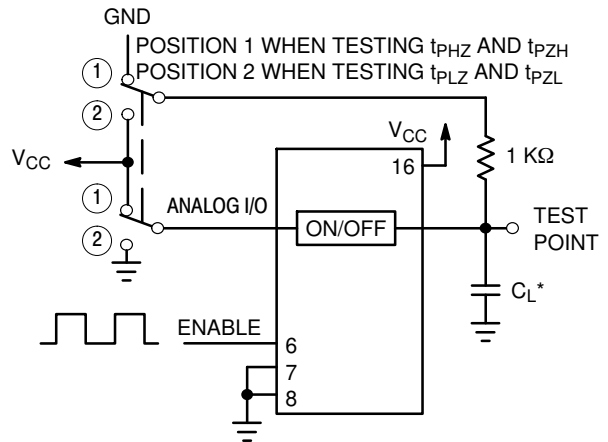 GND
POSITION 1 WHEN TESTING tPHZ AND tPZH
1
POSITION 2 WHEN TESTING tPLZ AND tPZL
2
VCC
VCC
16
1 KΩ
1
ANALOG I/O
ON/OFF
TEST
POINT
2
CL*
ENABLE
6
7
8